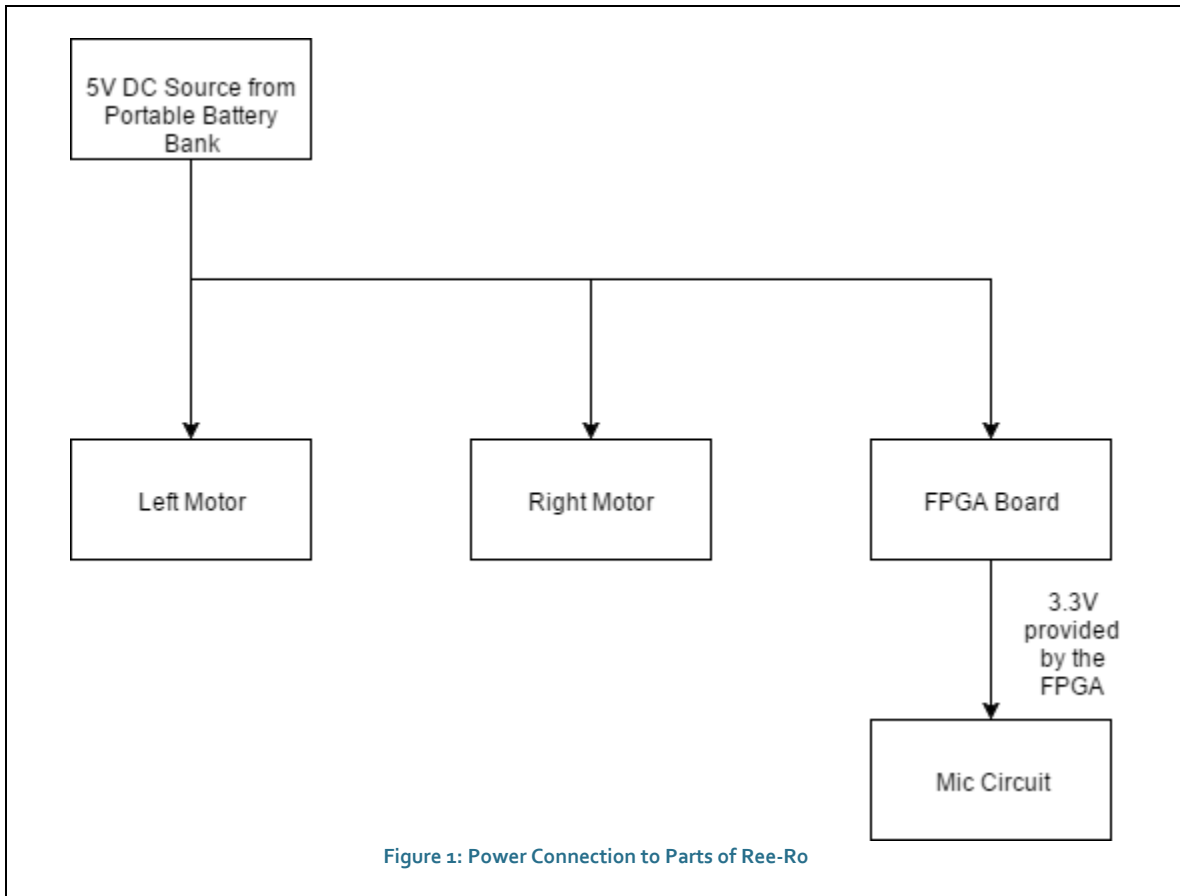 5V DC Source from
Portable Battery
Bank
Left Motor
Right Motor
FPGA Board
3.3V
provided
by the
FPGA
Mic Circuit
Figure 1: Power Connection to Parts of Ree-Ro